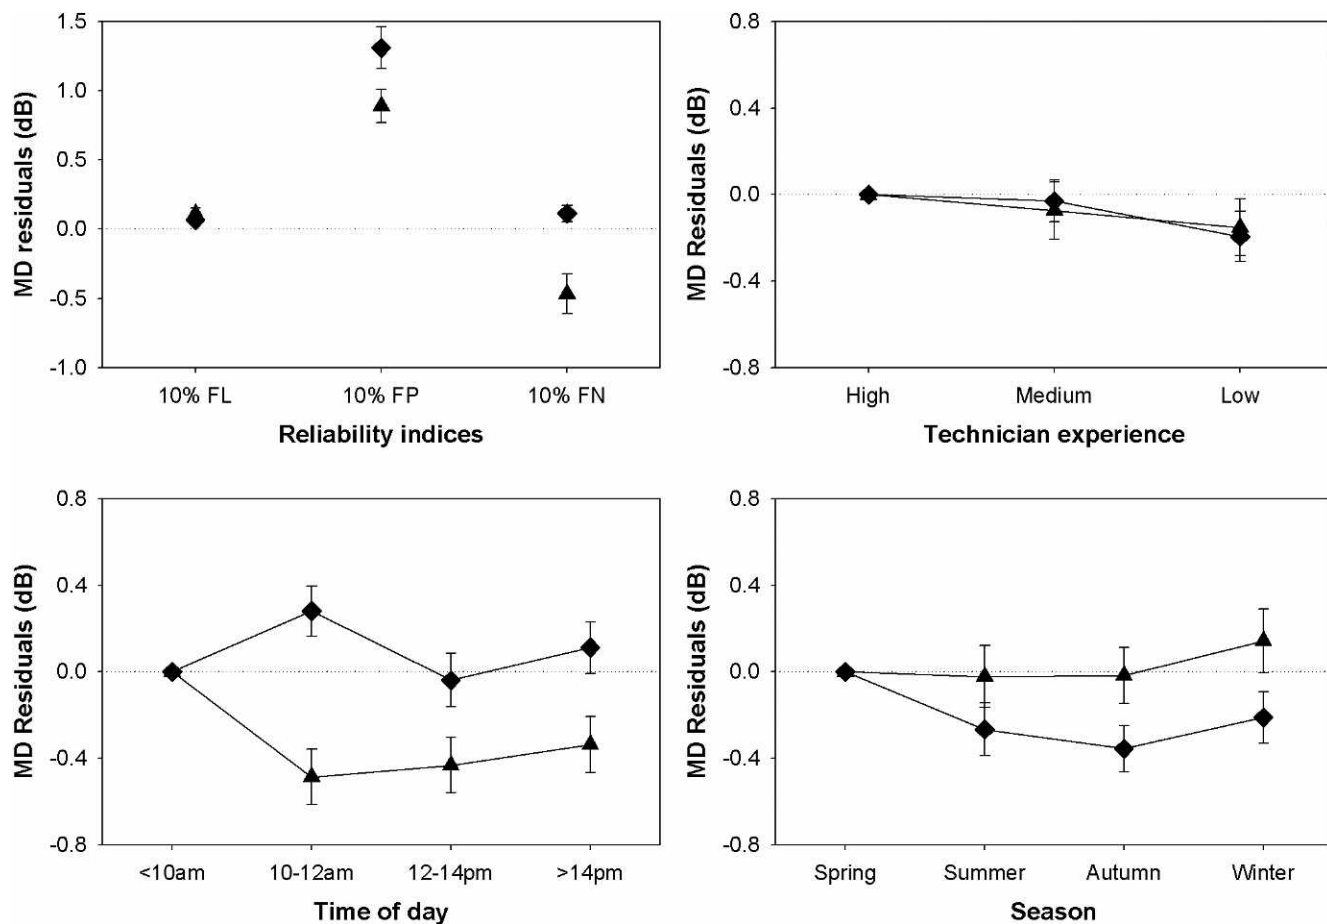 1.5
1.0
0.5
0.0
-0.5
-1.0
MD residuals (dB)
10% FL 10% FP 10% FN
Reliability indices
0.8
0.4
0.0
-0.4
-0.8
MD Residuals (dB)
High Medium Low
Technician experience
0.8
0.4
0.0
-0.4
-0.8
MD Residuals (dB)
<10am 10-12am 12-14pm >14pm
Time of day
0.8
0.4
0.0
-0.4
-0.8
MD Residuals (dB)
Spring Summer Autumn Winter
Season